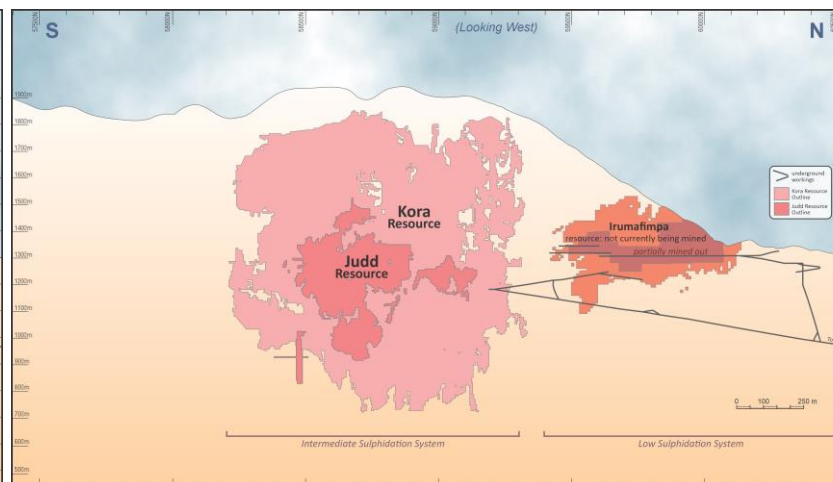 S
(Looking West)
N
1900m
1800m
1700m
1600m
1500m
1400m
1300m
1200m
1100m
1000m
900m
800m
700m
600m
500m
Kora
Resource
Judd
Resource
Irumafimpa
resource: not currently being mined
partially mined out
underground
workings
Kora Resource
Outline
Judd Resource
Outline
0 100 250 m
Intermediate Sulphidation System
Low Sulphidation System